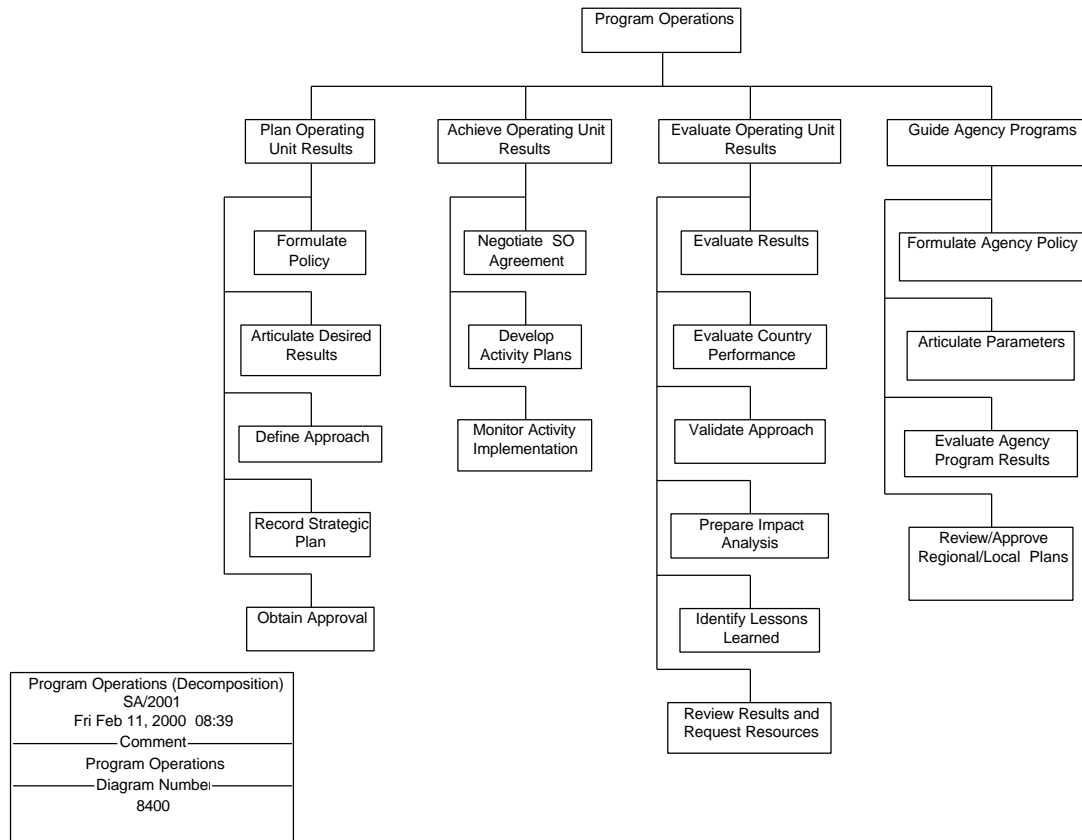 Program Operations
Plan Operating
Unit Results
Achieve Operating Unit
Results
Evaluate Operating Unit
Results
Guide Agency Programs
Formulate
Policy
Articulate Desired
Results
Define Approach
Record Strategic
Plan
Obtain Approval
Negotiate SO
Agreement
Develop
Activity Plans
Monitor Activity
Implementation
Evaluate Results
Evaluate Country
Performance
Validate Approach
Prepare Impact
Analysis
Identify Lessons
Learned
Review Results and
Request Resources
Formulate Agency Policy
Articulate Parameters
Evaluate Agency
Program Results
Review/Approve
Regional/Local Plans
Program Operations (Decomposition)
SA/2001
Fri Feb 11, 2000 08:39
Comment
Program Operations
Diagram Number
8400